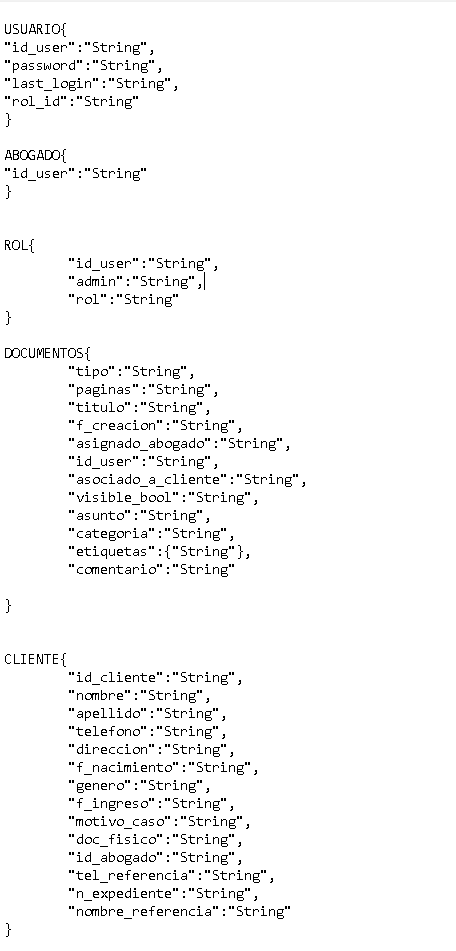 USUARIO{
"id_user":"String",
"password":"String",
"last_login":"String",
"rol_id":"String"
}
ABOGADO{
"id_user":"String"
}
ROL{
"id_user":"String",
"admin":"String",
"rol":"String"
}
DOCUMENTOS{
"tipo":"String",
"paginas":"String",
"titulo":"String",
"f_creacion":"String",
"asignado_abogado":"String",
"id_user":"String",
"asociado_a_cliente":"String",
"visible_bool":"String",
"asunto":"String",
"categoria":"String",
"etiquetas":{"String"},
"comentario":"String"
}
CLIENTE{
"id_cliente":"String",
"nombre":"String",
"apellido":"String",
"telefono":"String",
"direccion":"String",
"f_nacimiento":"String",
"genero":"String",
"f_ingreso":"String",
"motivo_caso":"String",
"doc_fisico":"String",
"id_abogado":"String",
"tel_referencia":"String",
"n_expediente":"String",
"nombre_referencia":"String"
}